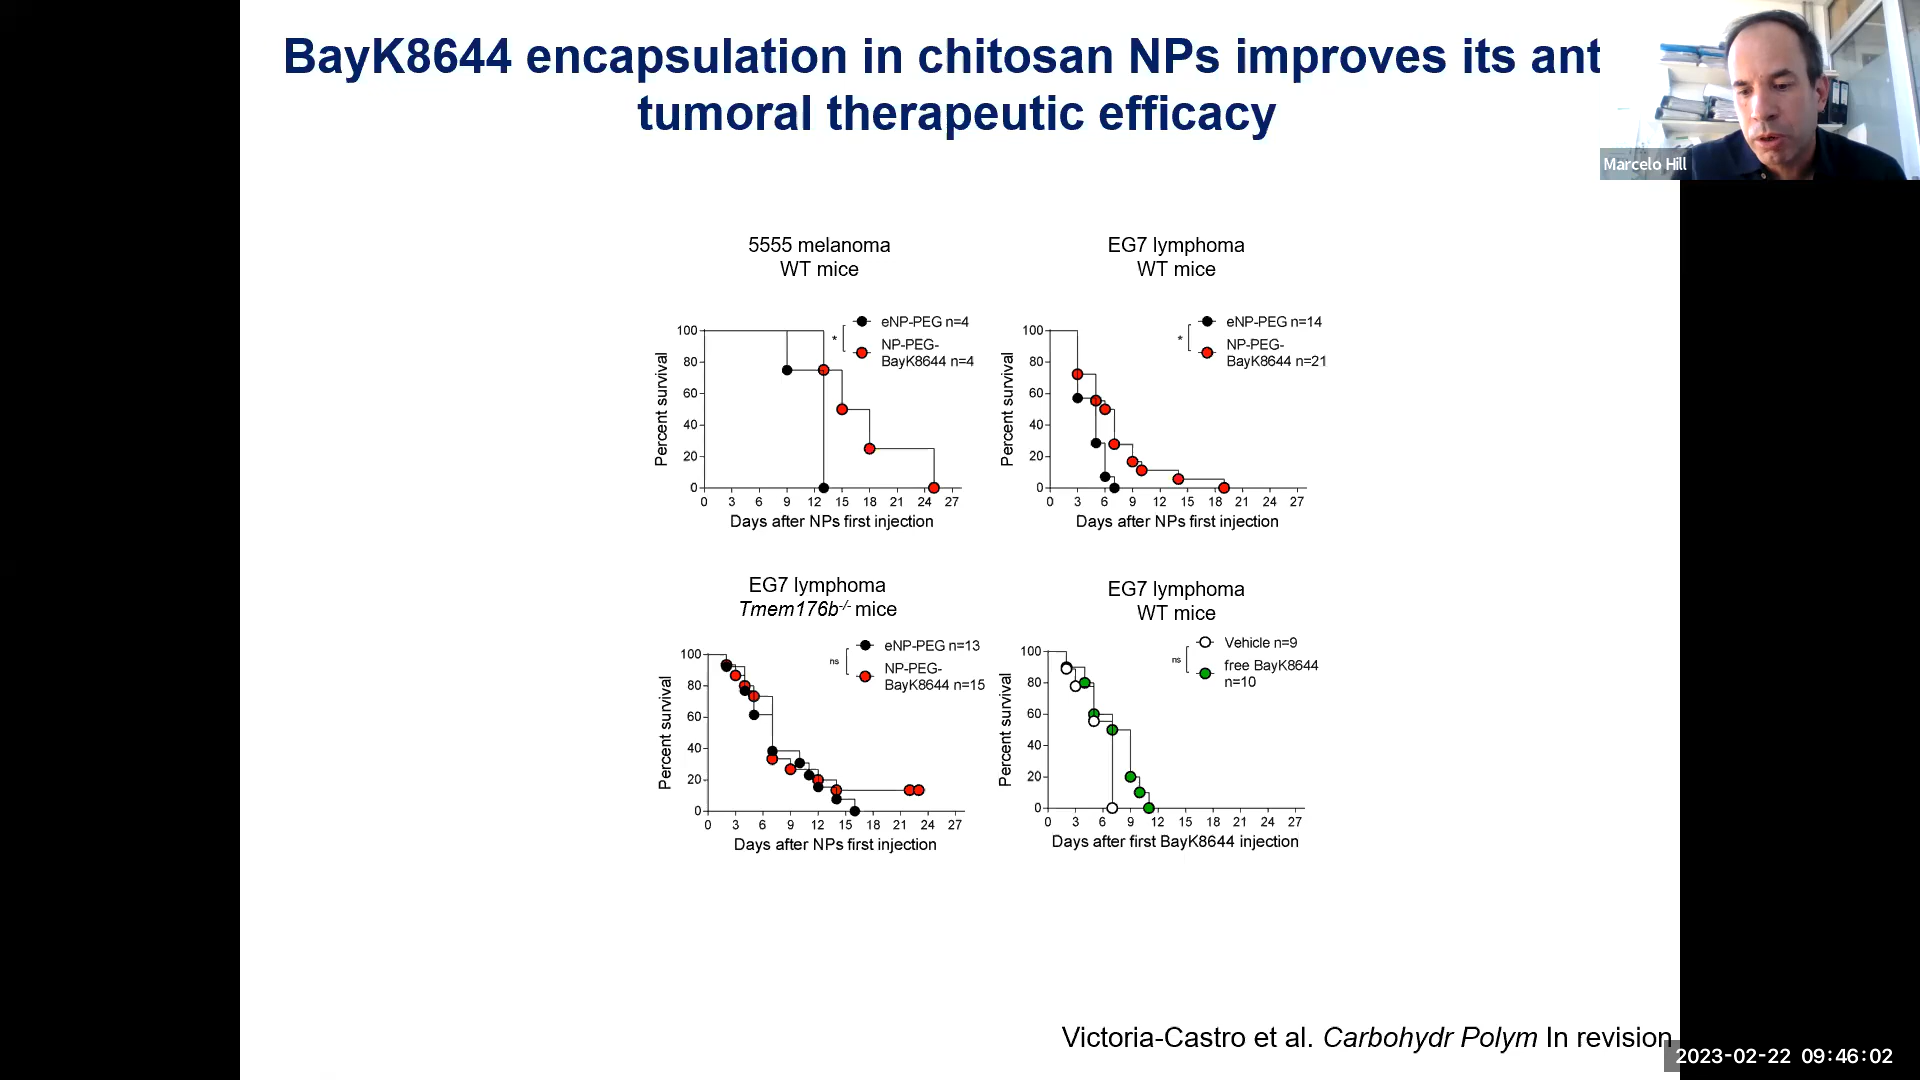 BayK8644 encapsulation in chitosan NPs improves its ant
tumoral therapeutic efficacy
Marcelo Hill
5555 melanoma
WT mice
eNP-PEG n=4
NP-PEG-
BayK8644 n=4
*
Percent survival
100
80
60
40
20
0
0 3 6 9 12 15 18 21 24 27
Days after NPs first injection
EG7 lymphoma
WT mice
eNP-PEG n=14
NP-PEG-
BayK8644 n=21
*
Percent survival
100
80
60
40
20
0
0 3 6 9 12 15 18 21 24 27
Days after NPs first injection
EG7 lymphoma
Tmem176b-/- mice
eNP-PEG n=13
NP-PEG-
BayK8644 n=15
ns
Percent survival
100
80
60
40
20
0
0 3 6 9 12 15 18 21 24 27
Days after NPs first injection
EG7 lymphoma
WT mice
Vehicle n=9
free BayK8644
n=10
ns
Percent survival
100
80
60
40
20
0
0 3 6 9 12 15 18 21 24 27
Days after first BayK8644 injection
Victoria-Castro et al. Carbohydr Polym In revision
2023-02-22 09:46:02